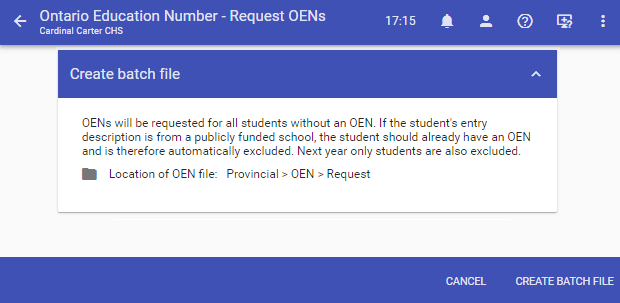 Ontario Education Number - Request OENs
Cardinal Carter CHS
17:15
Create batch file
OENs will be requested for all students without an OEN. If the student's entry
description is from a publicly funded school, the student should already have an OEN
and is therefore automatically excluded. Next year only students are also excluded.
Location of OEN file: Provincial > OEN > Request
CANCEL
CREATE BATCH FILE